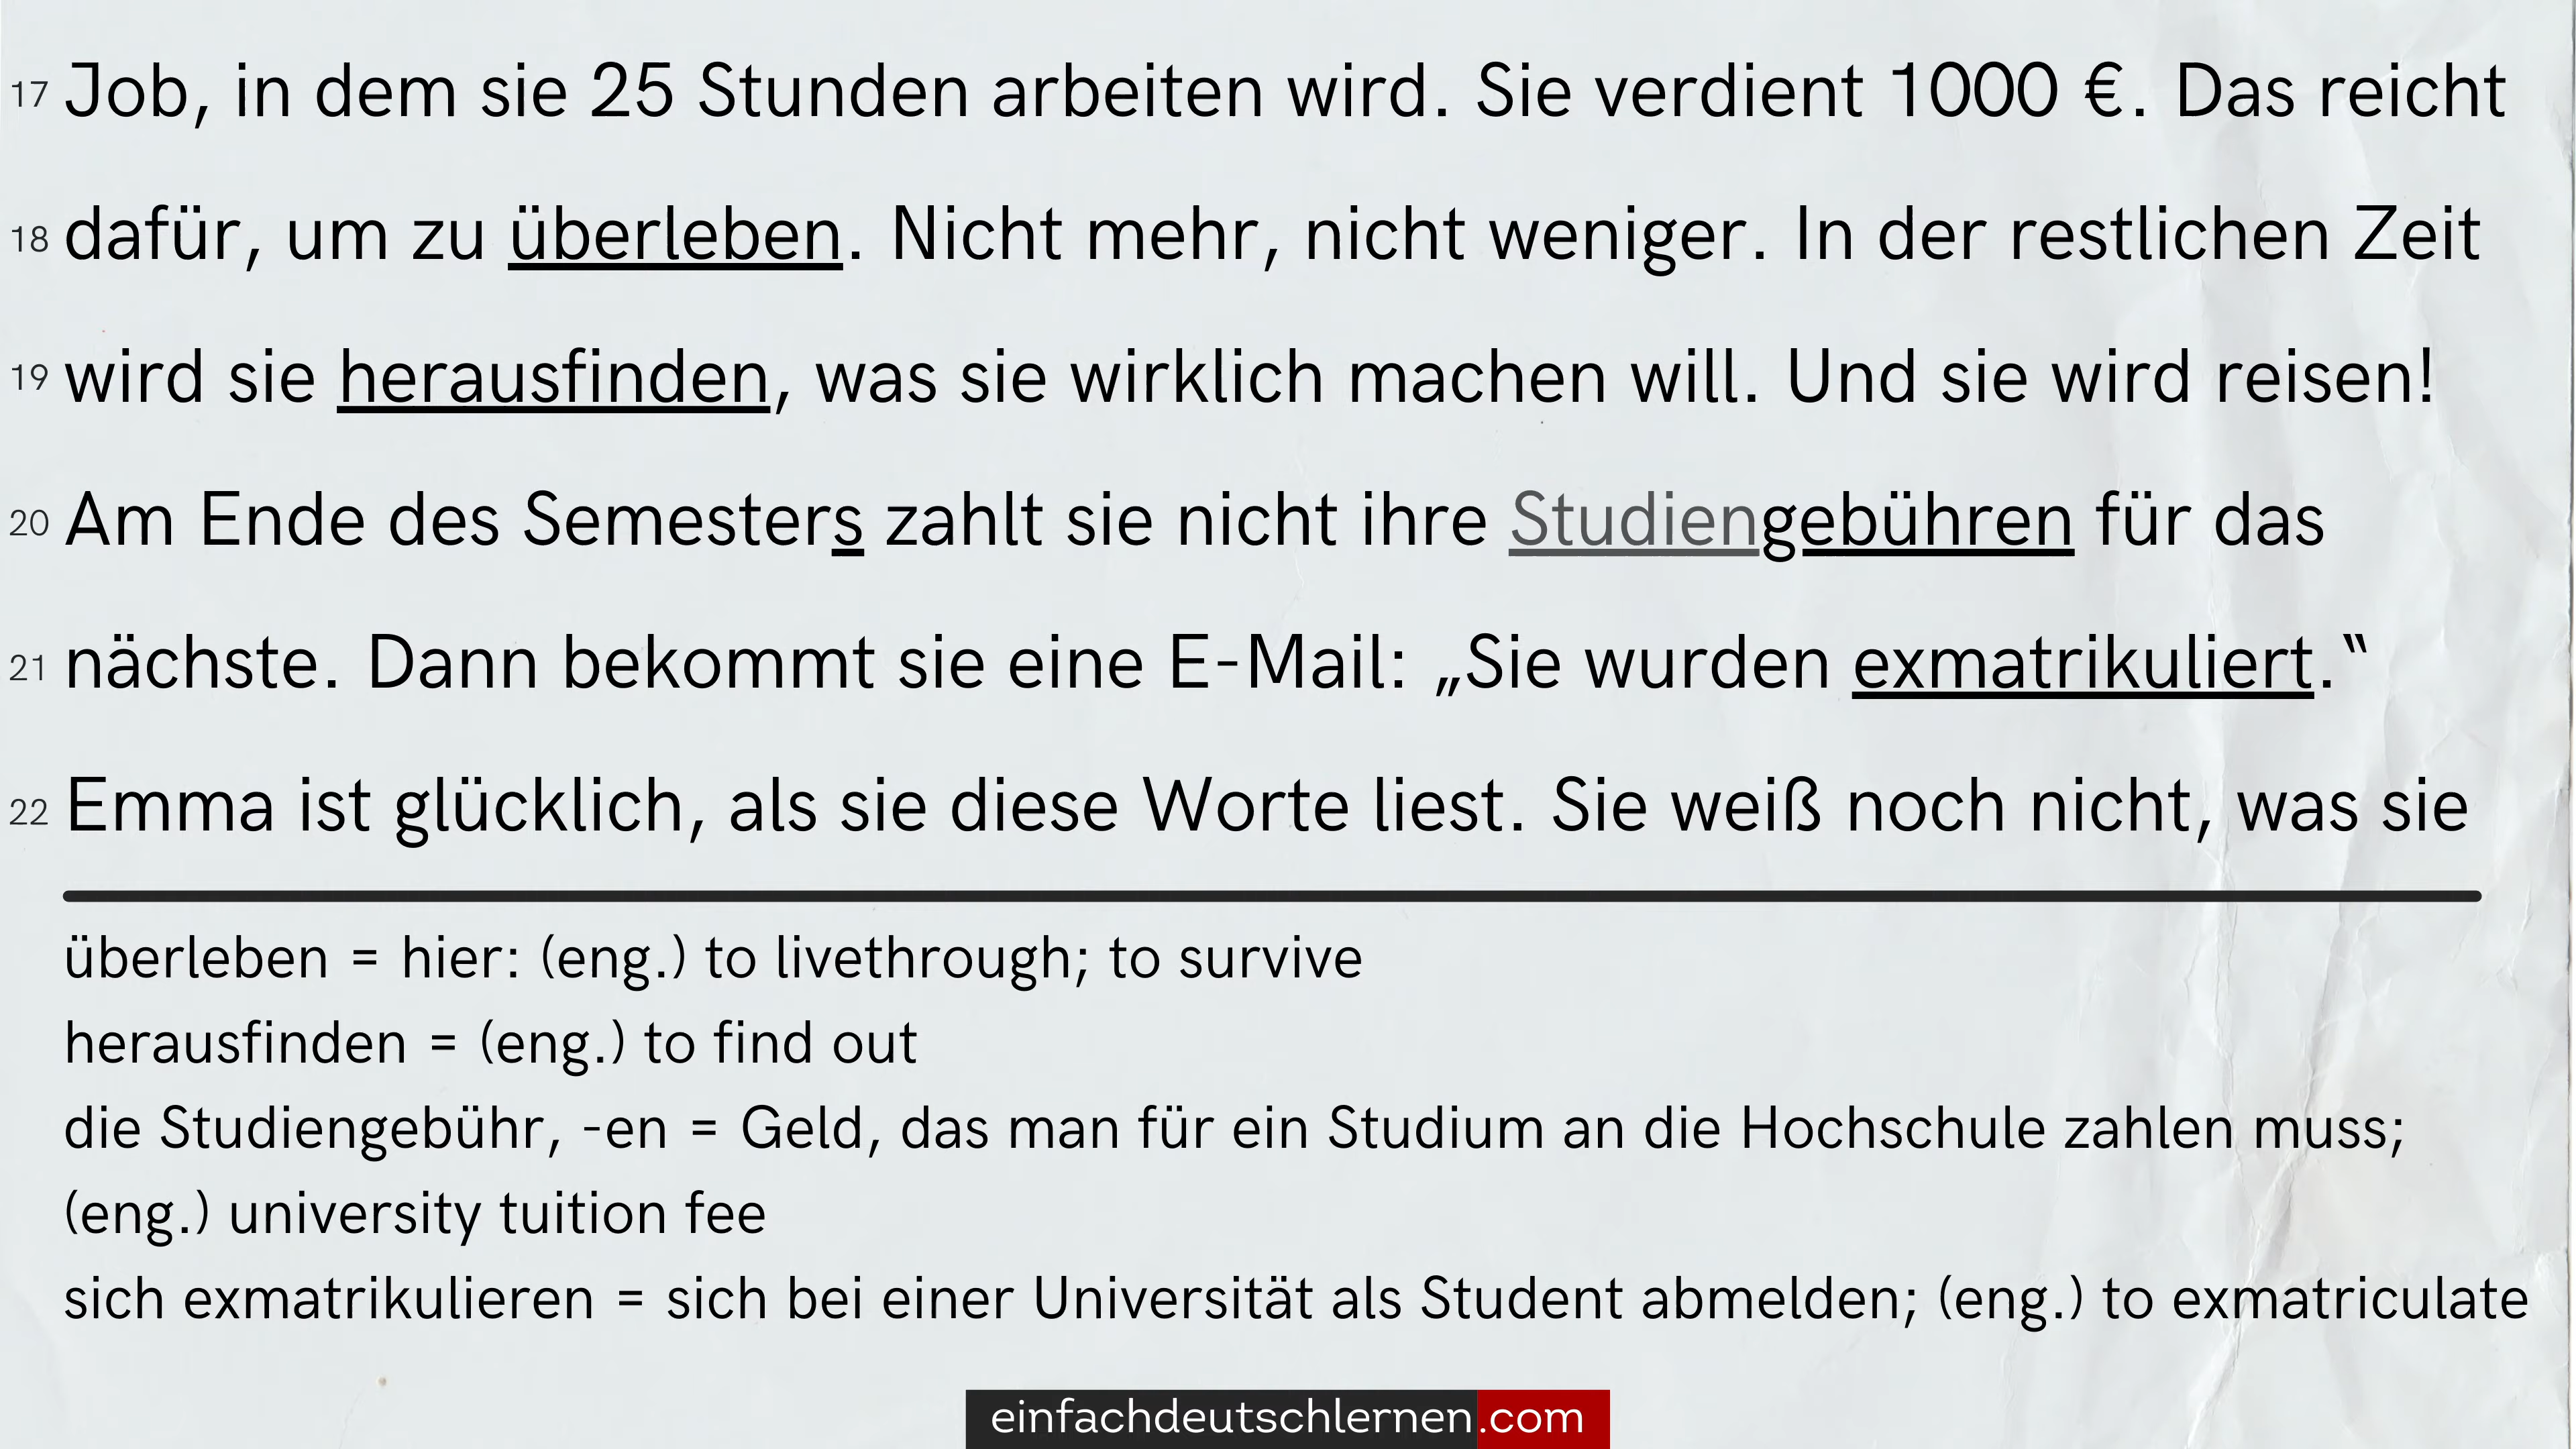 17 Job, in dem sie 25 Stunden arbeiten wird. Sie verdient 1000 €. Das reicht
18 dafür, um zu überleben. Nicht mehr, nicht weniger. In der restlichen Zeit
19 wird sie herausfinden, was sie wirklich machen will. Und sie wird reisen!
20 Am Ende des Semesters zahlt sie nicht ihre Studiengebühren für das
21 nächste. Dann bekommt sie eine E-Mail: „Sie wurden exmatrikuliert.‟
22 Emma ist glücklich, als sie diese Worte liest. Sie weiß noch nicht, was sie
überleben = hier: (eng.) to livethrough; to survive
herausfinden = (eng.) to find out
die Studiengebühr, -en = Geld, das man für ein Studium an die Hochschule zahlen muss;
(eng.) university tuition fee
sich exmatrikulieren = sich bei einer Universität als Student abmelden; (eng.) to exmatriculate
einfachdeutschlernen.com